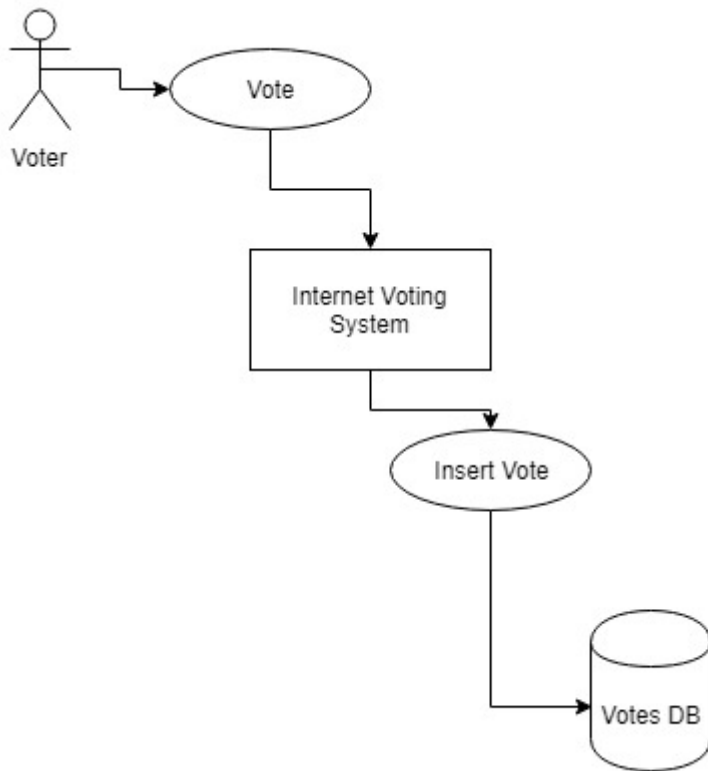 Vote
Voter
Internet Voting
System
Insert Vote
Votes DB